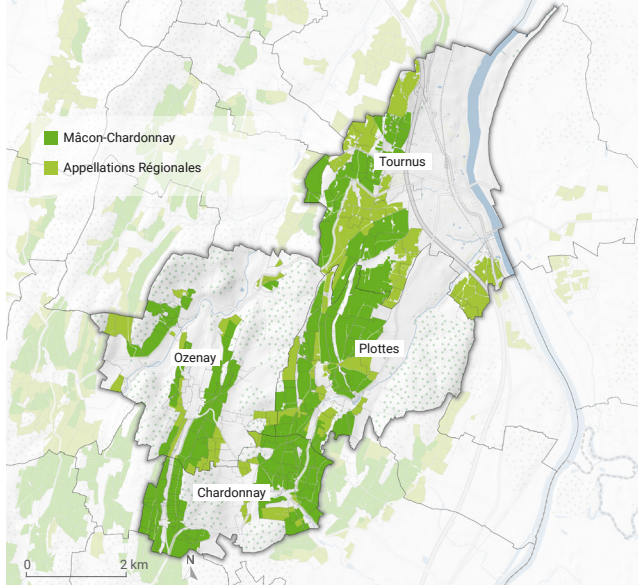 Mâcon-Chardonnay
Appellations Régionales
Tournus
Plottes
Ozenay
Chardonnay
0 2 km
N